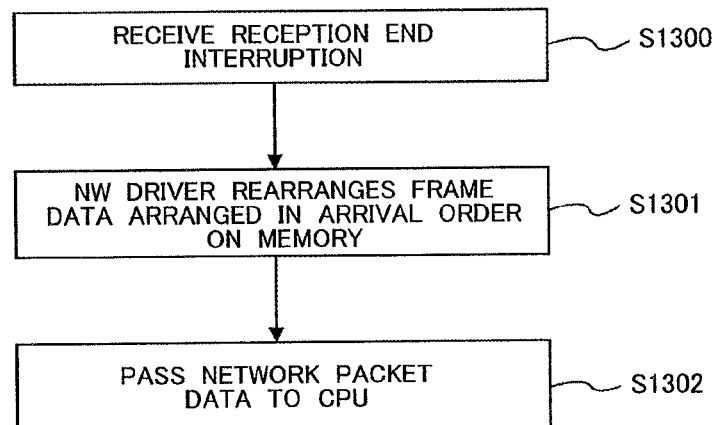 RECEIVE RECEPTION END
INTERRUPTION
S1300
NW DRIVER REARRANGES FRAME
DATA ARRANGED IN ARRIVAL ORDER
ON MEMORY
S1301
PASS NETWORK PACKET
DATA TO CPU
S1302